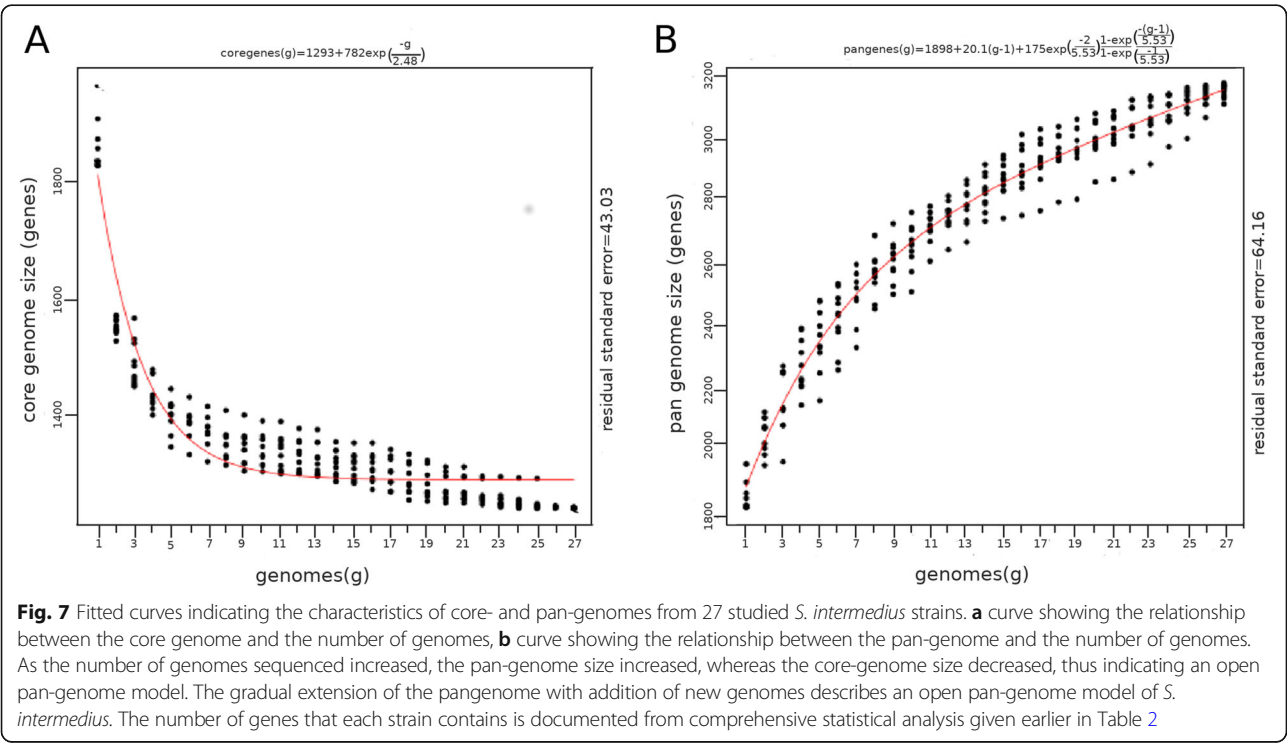 A
coregenes(g)=1293+782exp(-g/2.48)
core genome size (genes)
1800
1600
1400
1 3 5 7 9 11 13 15 17 19 21 23 25 27
genomes(g)
residual standard error=43.03
B
pangenes(g)=1898+20.1(g-1)+175exp(-2/5.53)1-exp(-(g-1)/5.53)/1-exp(-1/5.53)
pan genome size (genes)
3200
3000
2800
2600
2400
2200
2000
1800
1 3 5 7 9 11 13 15 17 19 21 23 25 27
genomes(g)
residual standard error=64.16
Fig. 7 Fitted curves indicating the characteristics of core- and pan-genomes from 27 studied S. intermedius strains. a curve showing the relationship
between the core genome and the number of genomes, b curve showing the relationship between the pan-genome and the number of genomes.
As the number of genomes sequenced increased, the pan-genome size increased, whereas the core-genome size decreased, thus indicating an open
pan-genome model. The gradual extension of the pangenome with addition of new genomes describes an open pan-genome model of S.
intermedius. The number of genes that each strain contains is documented from comprehensive statistical analysis given earlier in Table 2